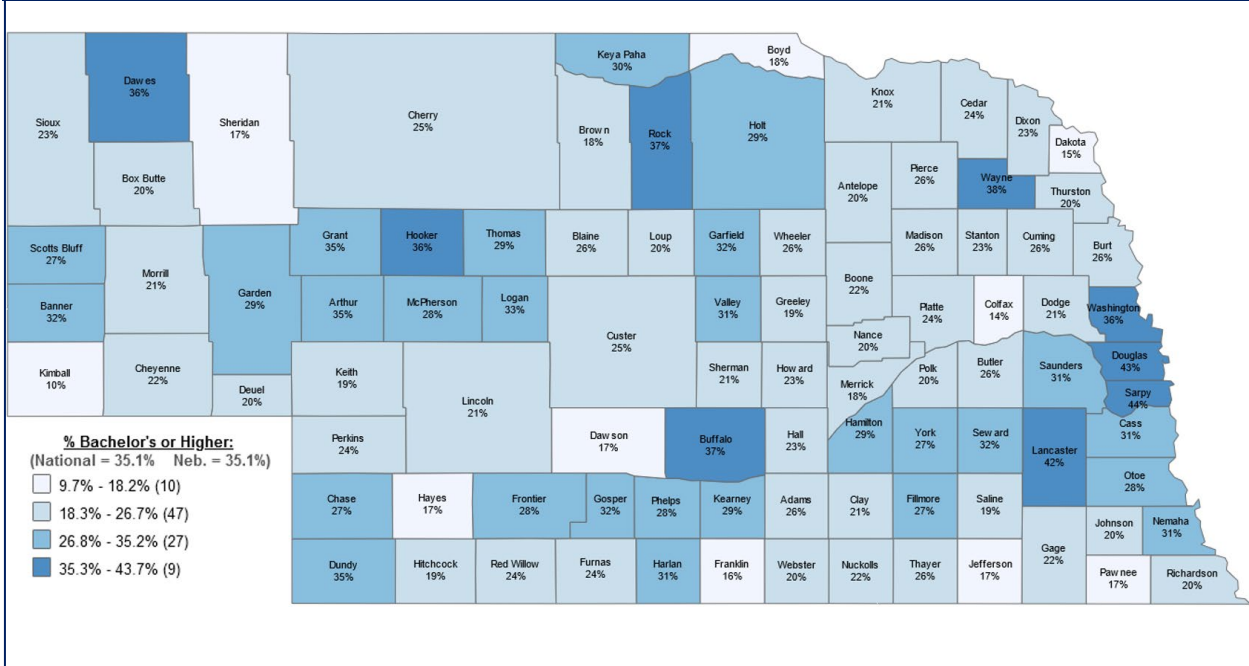 Boyd
18%
Keya Paha
30%
Dawes
36%
Knox
21%
Cedar
24%
Dixon
23%
Sioux
23%
Sheridan
17%
Cherry
25%
Brown
18%
Rock
37%
Holt
29%
Dakota
15%
Box Butte
20%
Antelope
20%
Pierce
26%
Wayne
38%
Thurston
20%
Scotts Bluff
27%
Grant
35%
Hooker
36%
Thomas
29%
Blaine
26%
Loup
20%
Garfield
32%
Wheeler
26%
Madison
26%
Stanton
23%
Cuming
26%
Burt
26%
Morrill
21%
Boone
22%
Banner
32%
Garden
29%
Arthur
35%
McPherson
28%
Logan
33%
Valley
31%
Greeley
19%
Platte
24%
Colfax
14%
Dodge
21%
Washington
36%
Custer
25%
Nance
20%
Kimball
10%
Cheyenne
22%
Deuel
20%
Keith
19%
Lincoln
21%
Sherman
21%
Howard
23%
Merrick
18%
Polk
20%
Butler
26%
Saunders
31%
Douglas
43%
Sarpy
44%
Perkins
24%
Dawson
17%
Buffalo
37%
Hall
23%
Hamilton
29%
York
27%
Seward
32%
Lancaster
42%
Cass
31%
Otoe
28%
Chase
27%
Hayes
17%
Frontier
28%
Gosper
32%
Phelps
28%
Kearney
29%
Adams
26%
Clay
21%
Fillmore
27%
Saline
19%
Johnson
20%
Nemaha
31%
Dundy
35%
Hitchcock
19%
Red Willow
24%
Furnas
24%
Harlan
31%
Franklin
16%
Webster
20%
Nuckolls
22%
Thayer
26%
Jefferson
17%
Gage
22%
Pawnee
17%
Richardson
20%
% Bachelor's or Higher:
(National = 35.1% Neb. = 35.1%)
9.7% - 18.2% (10)
18.3% - 26.7% (47)
26.8% - 35.2% (27)
35.3% - 43.7% (9)